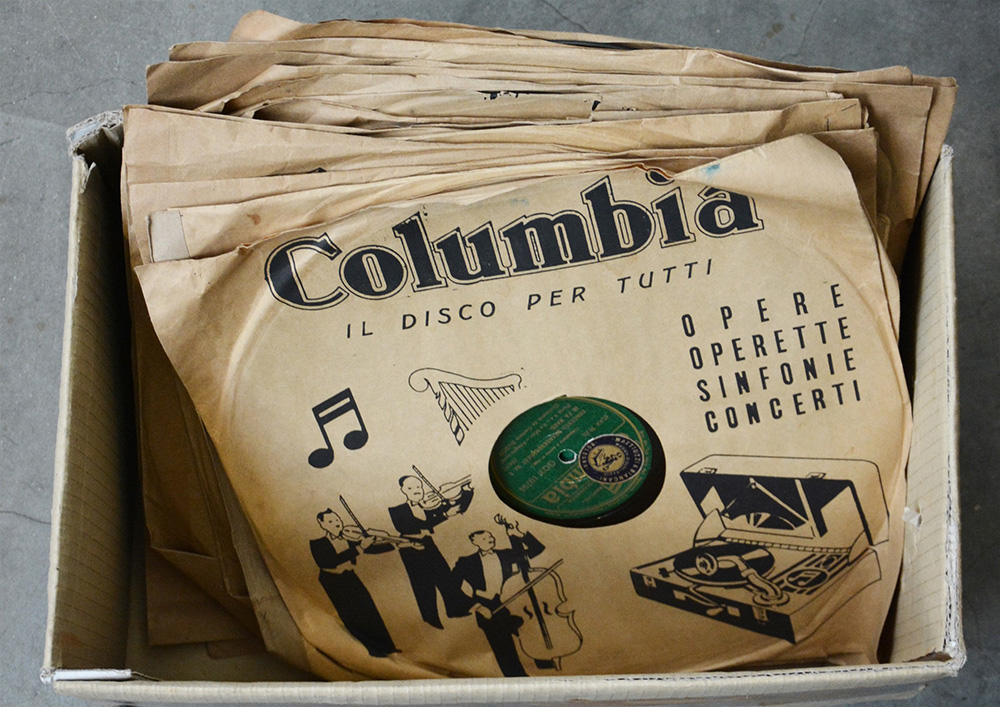 Columbia
IL DISCO PER TUTTI
OPERE
OPERETTE
SINFONIE
CONCERTI